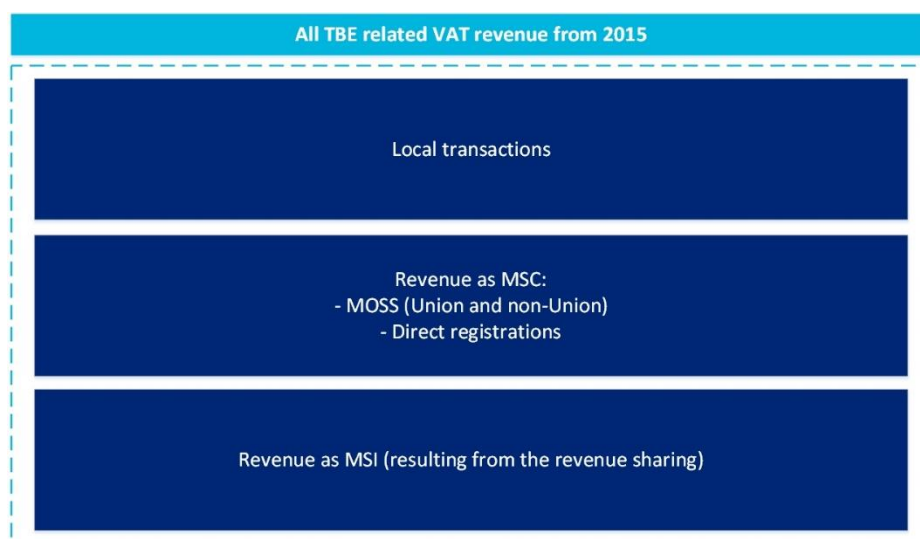 All TBE related VAT revenue from 2015
Local transactions
Revenue as MSC:
- MOSS (Union and non-Union)
- Direct registrations
Revenue as MSI (resulting from the revenue sharing)